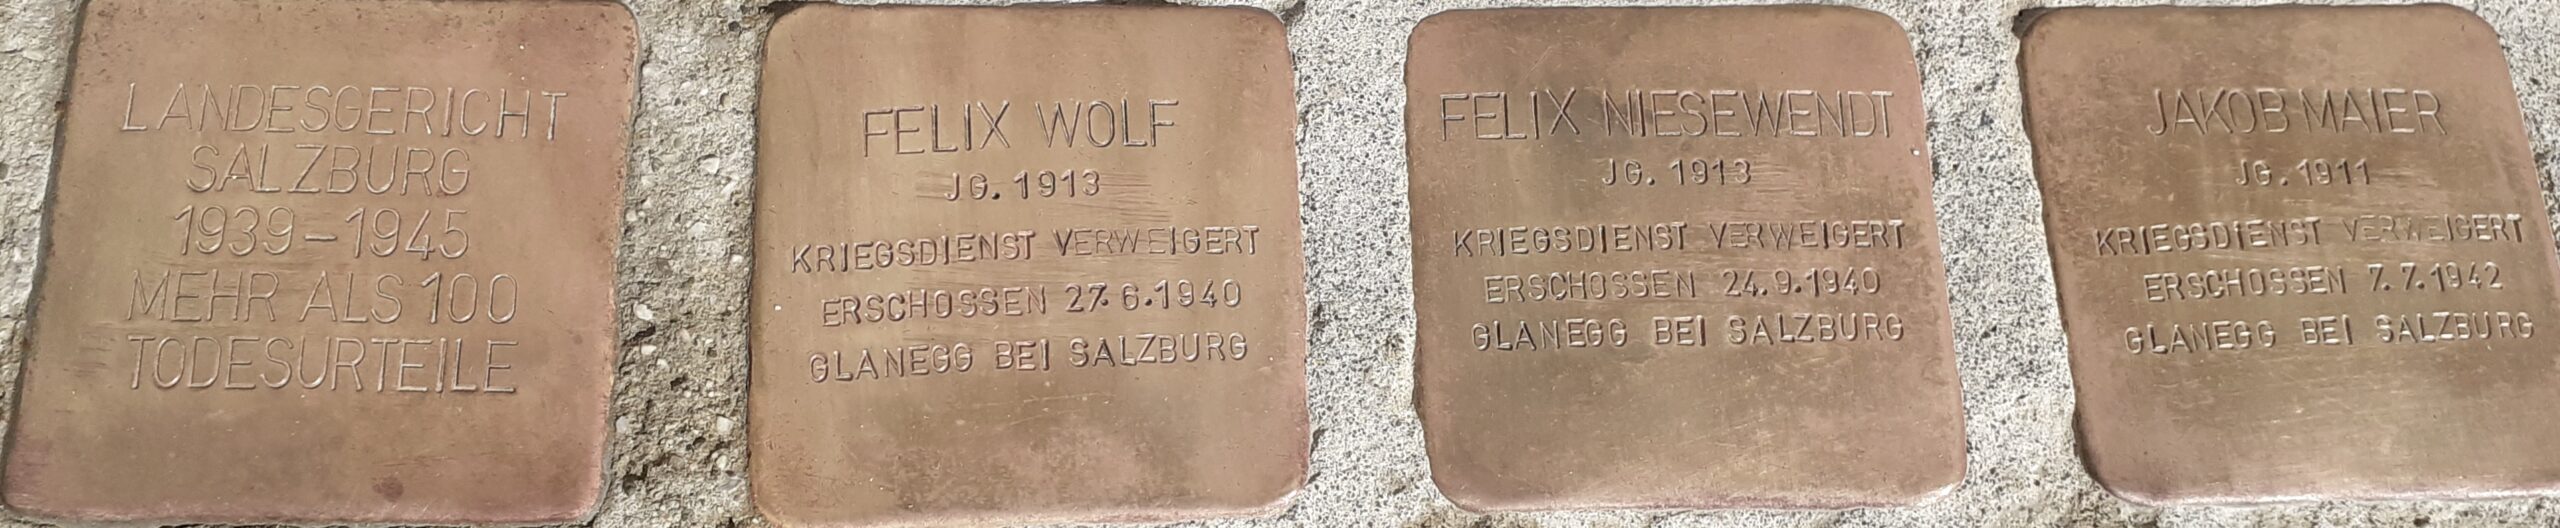 LANDESGERICHT
SALZBURG
1939–1945
MEHR ALS 100
TODESURTEILE
FELIX WOLF
JG. 1913
KRIEGSDIENST VERWEIGERT
ERSCHOSSEN 27.6.1940
GLANEGG BEI SALZBURG
FELIX NIESEWENDT
JG. 1913
KRIEGSDIENST VERWEIGERT
ERSCHOSSEN 24.9.1940
GLANEGG BEI SALZBURG
JAKOB MAIER
JG. 1911
KRIEGSDIENST VERWEIGERT
ERSCHOSSEN 7.7.1942
GLANEGG BEI SALZBURG